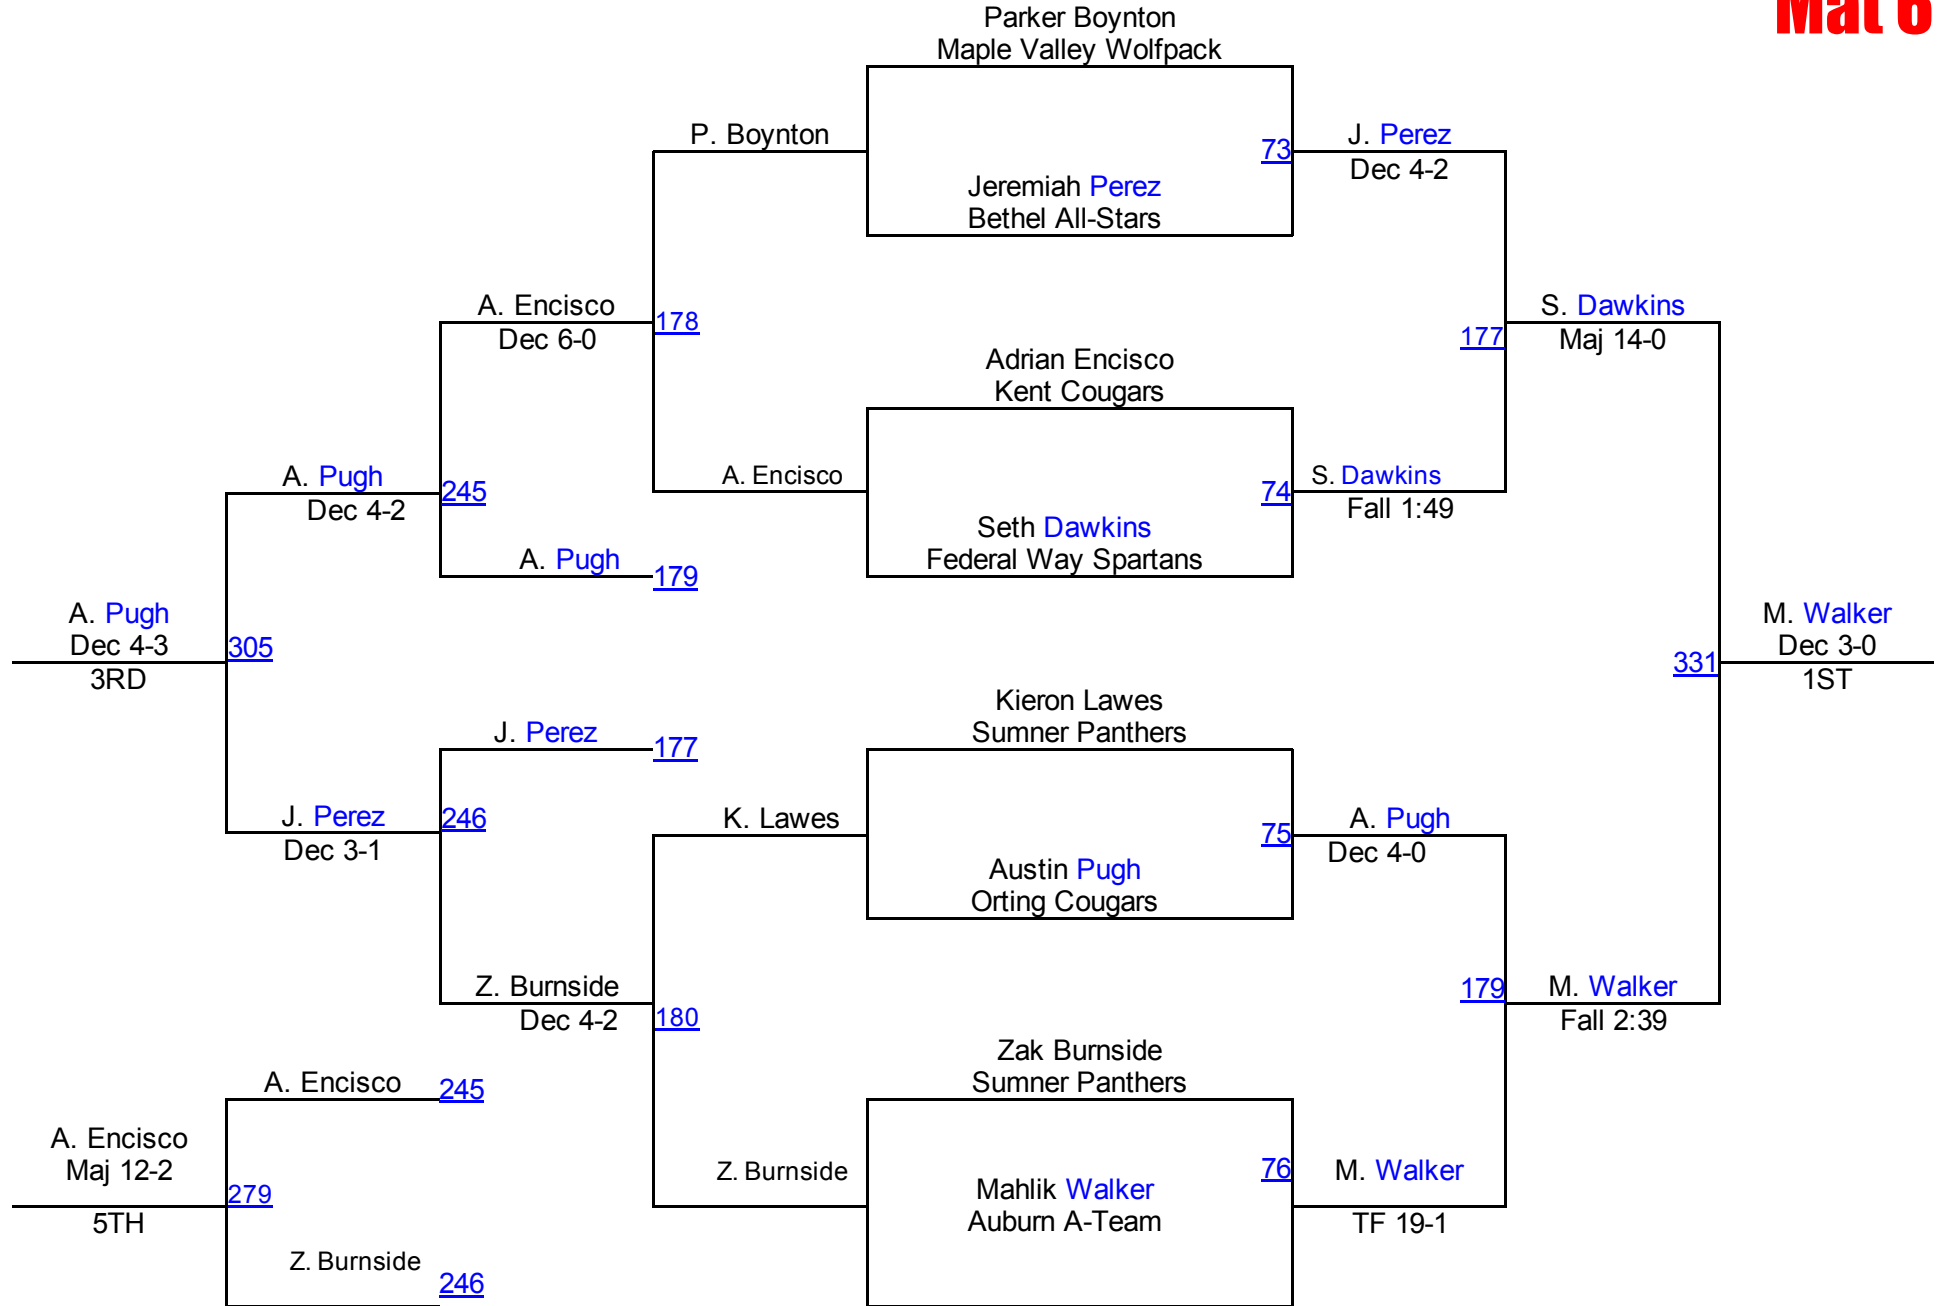 Mat 6
Parker Boynton
Maple Valley Wolfpack
P. Boynton
73
J. Perez
Dec 4-2
Jeremiah Perez
Bethel All-Stars
A. Encisco
Dec 6-0
178
S. Dawkins
Maj 14-0
177
Adrian Encisco
Kent Cougars
A. Pugh
Dec 4-2
245
A. Encisco
74
S. Dawkins
Fall 1:49
Seth Dawkins
Federal Way Spartans
A. Pugh
179
A. Pugh
Dec 4-3
3RD
305
M. Walker
Dec 3-0
1ST
331
Kieron Lawes
Sumner Panthers
J. Perez
177
J. Perez
Dec 3-1
246
K. Lawes
75
A. Pugh
Dec 4-0
Austin Pugh
Orting Cougars
Z. Burnside
Dec 4-2
180
179
M. Walker
Fall 2:39
Zak Burnside
Sumner Panthers
A. Encisco
245
A. Encisco
Maj 12-2
5TH
279
Z. Burnside
76
M. Walker
TF 19-1
Mahlik Walker
Auburn A-Team
Z. Burnside
246